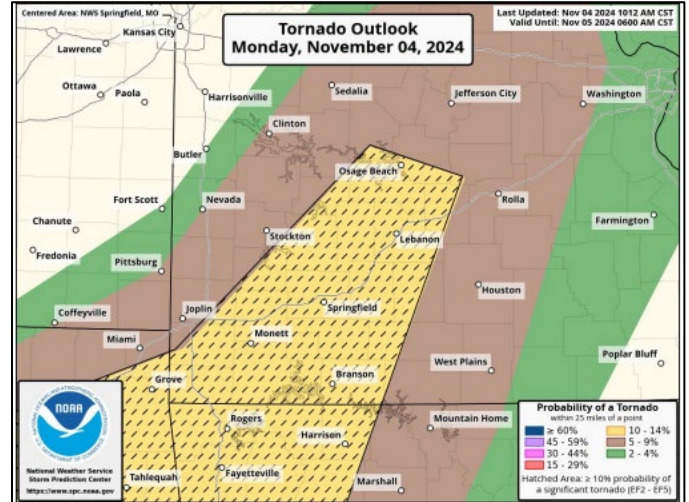 Centered Area: NWS Springfield, MO
Tornado Outlook
Monday, November 04, 2024
Last Updated: Nov 04 2024 1012 AM CST
Valid Until: Nov 05 2024 0600 AM CST
Kansas City
Lawrence
Ottawa
Paola
Harrisonville
Sedalia
Jefferson City
Washington
Clinton
Butler
Osage Beach
Fort Scott
Nevada
Rolla
Chanute
Stockton
Lebanon
Farmington
Fredonia
Pittsburg
Houston
Coffeyville
Joplin
Springfield
Miami
Monett
West Plains
Poplar Bluff
Grove
Branson
Rogers
Harrison
Mountain Home
Tahlequah
Fayetteville
Marshall
NOAA
National Weather Service
Storm Prediction Center
https://www.spc.noaa.gov
Probability of a Tornado
within 25 miles of a point
≥ 60%
45 - 59%
30 - 44%
15 - 29%
10 - 14%
5 - 9%
2 - 4%
Hatched Area: ≥ 10% probability of
a significant tornado (EF2 - EF5)